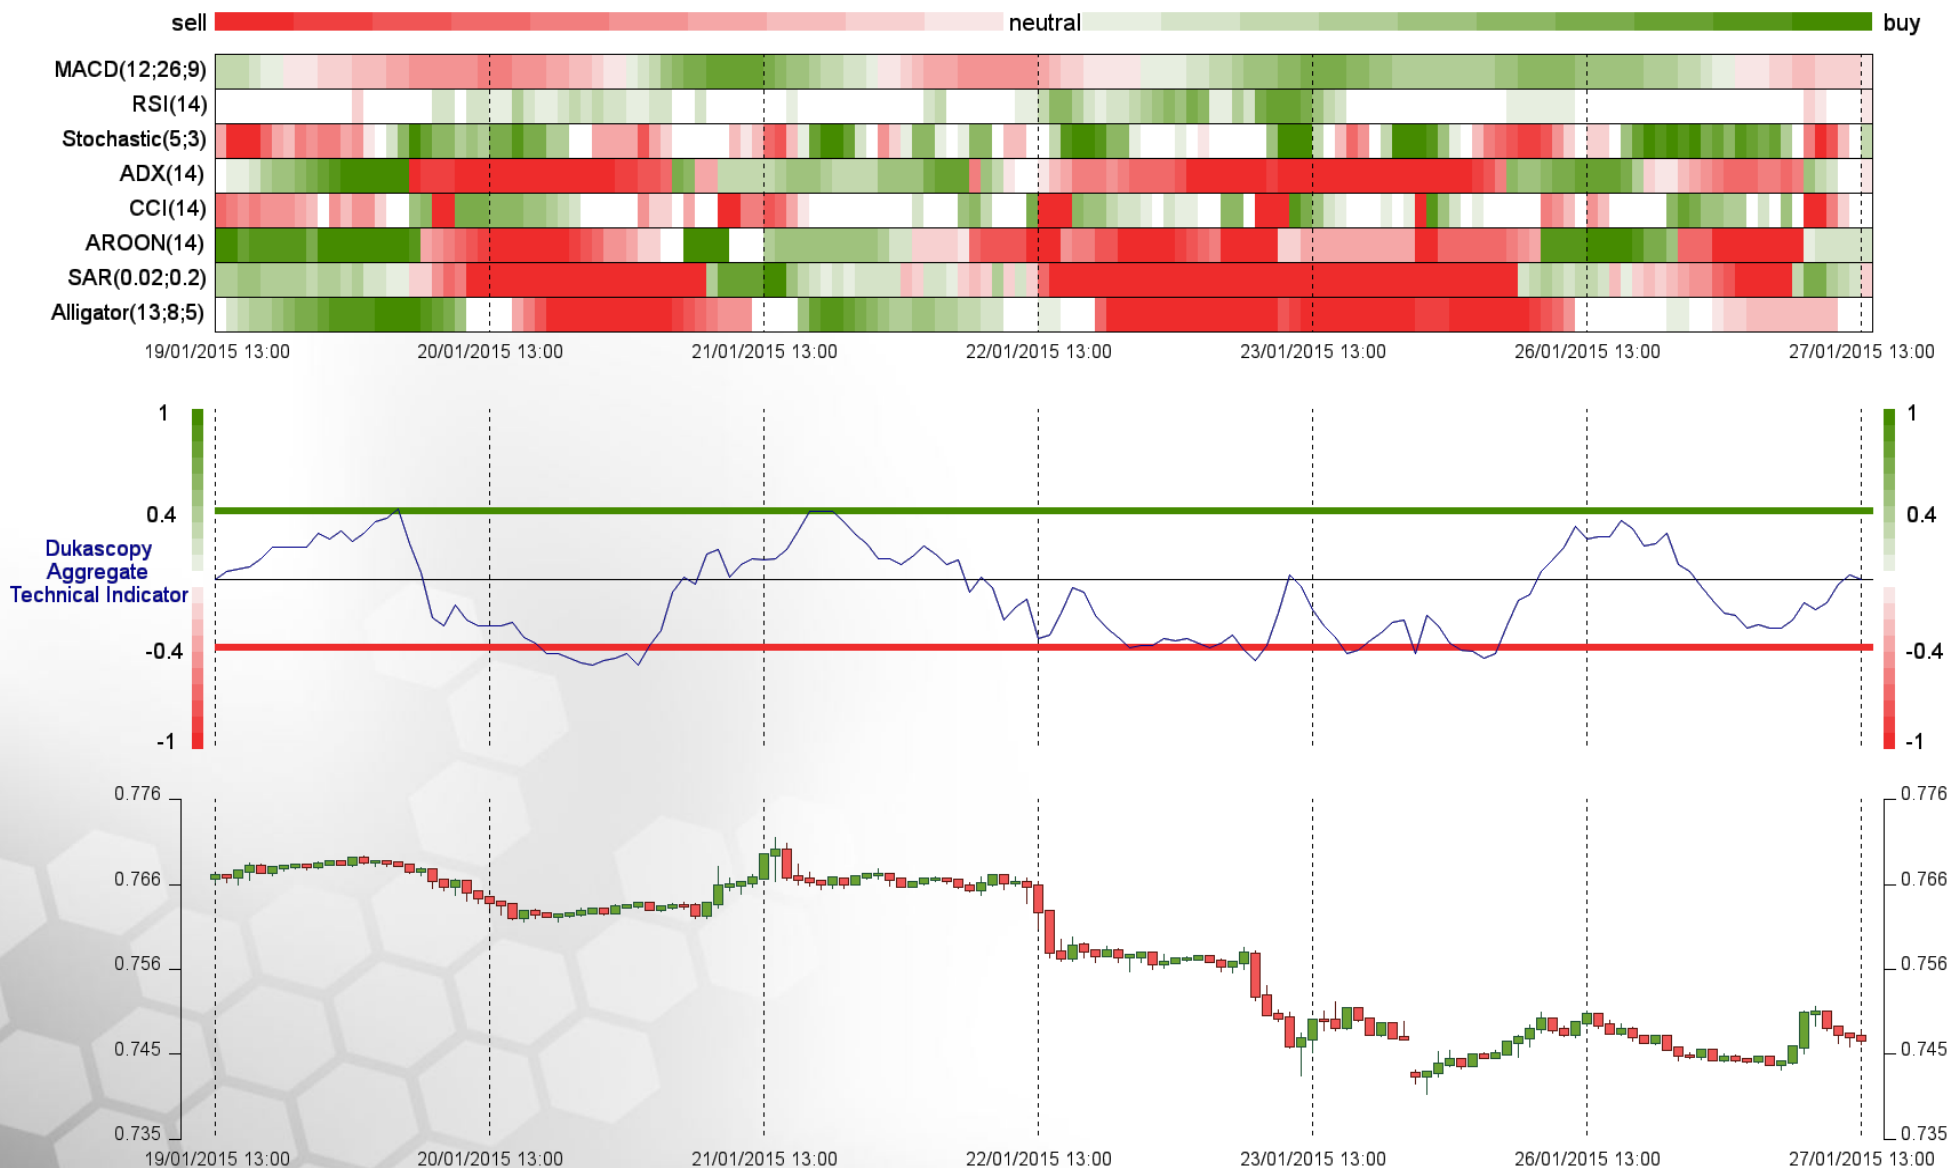 sell neutral buy
MACD(12;26;9)
RSI(14)
Stochastic(5;3)
ADX(14)
CCI(14)
AROON(14)
SAR(0.02;0.2)
Alligator(13;8;5)
19/01/2015 13:00 20/01/2015 13:00 21/01/2015 13:00 22/01/2015 13:00 23/01/2015 13:00 26/01/2015 13:00 27/01/2015 13:00
1 1
0.4 0.4
Dukascopy
Aggregate
Technical Indicator
-0.4 -0.4
-1 -1
0.776 0.776
0.766 0.766
0.756 0.756
0.745 0.745
0.735 0.735
19/01/2015 13:00 20/01/2015 13:00 21/01/2015 13:00 22/01/2015 13:00 23/01/2015 13:00 26/01/2015 13:00 27/01/2015 13:00